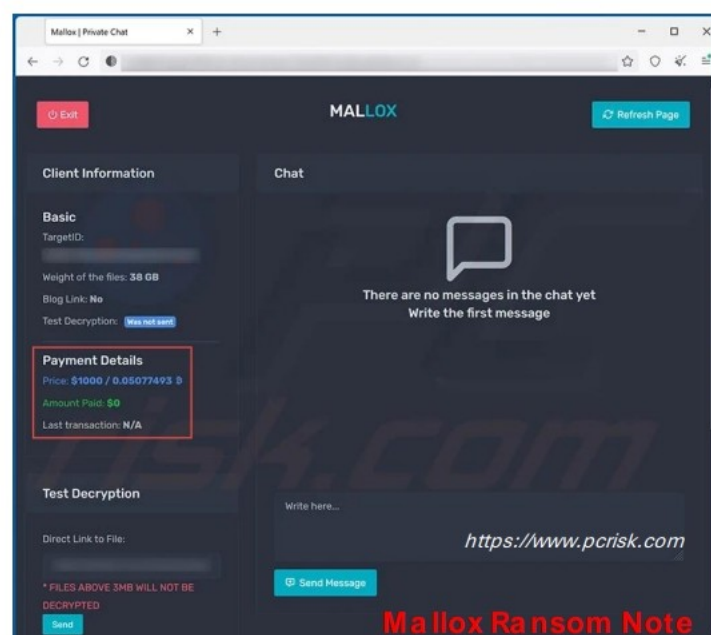 Mallox | Private Chat
Exit
MALLOX
Refresh Page
Client Information
Chat
Basic
TargetID:
Weight of the files: 38 GB
Blog Link: No
Test Decryption: Was not sent
There are no messages in the chat yet
Write the first message
Payment Details
Price: $1000 / 0.05077493 ₿
Amount Paid: $0
Last transaction: N/A
risk.com
Test Decryption
Write here...
Direct Link to File:
https://www.pcrisk.com
* FILES ABOVE 3MB WILL NOT BE
DECRYPTED
Send Message
Send
Mallox Ransom Note